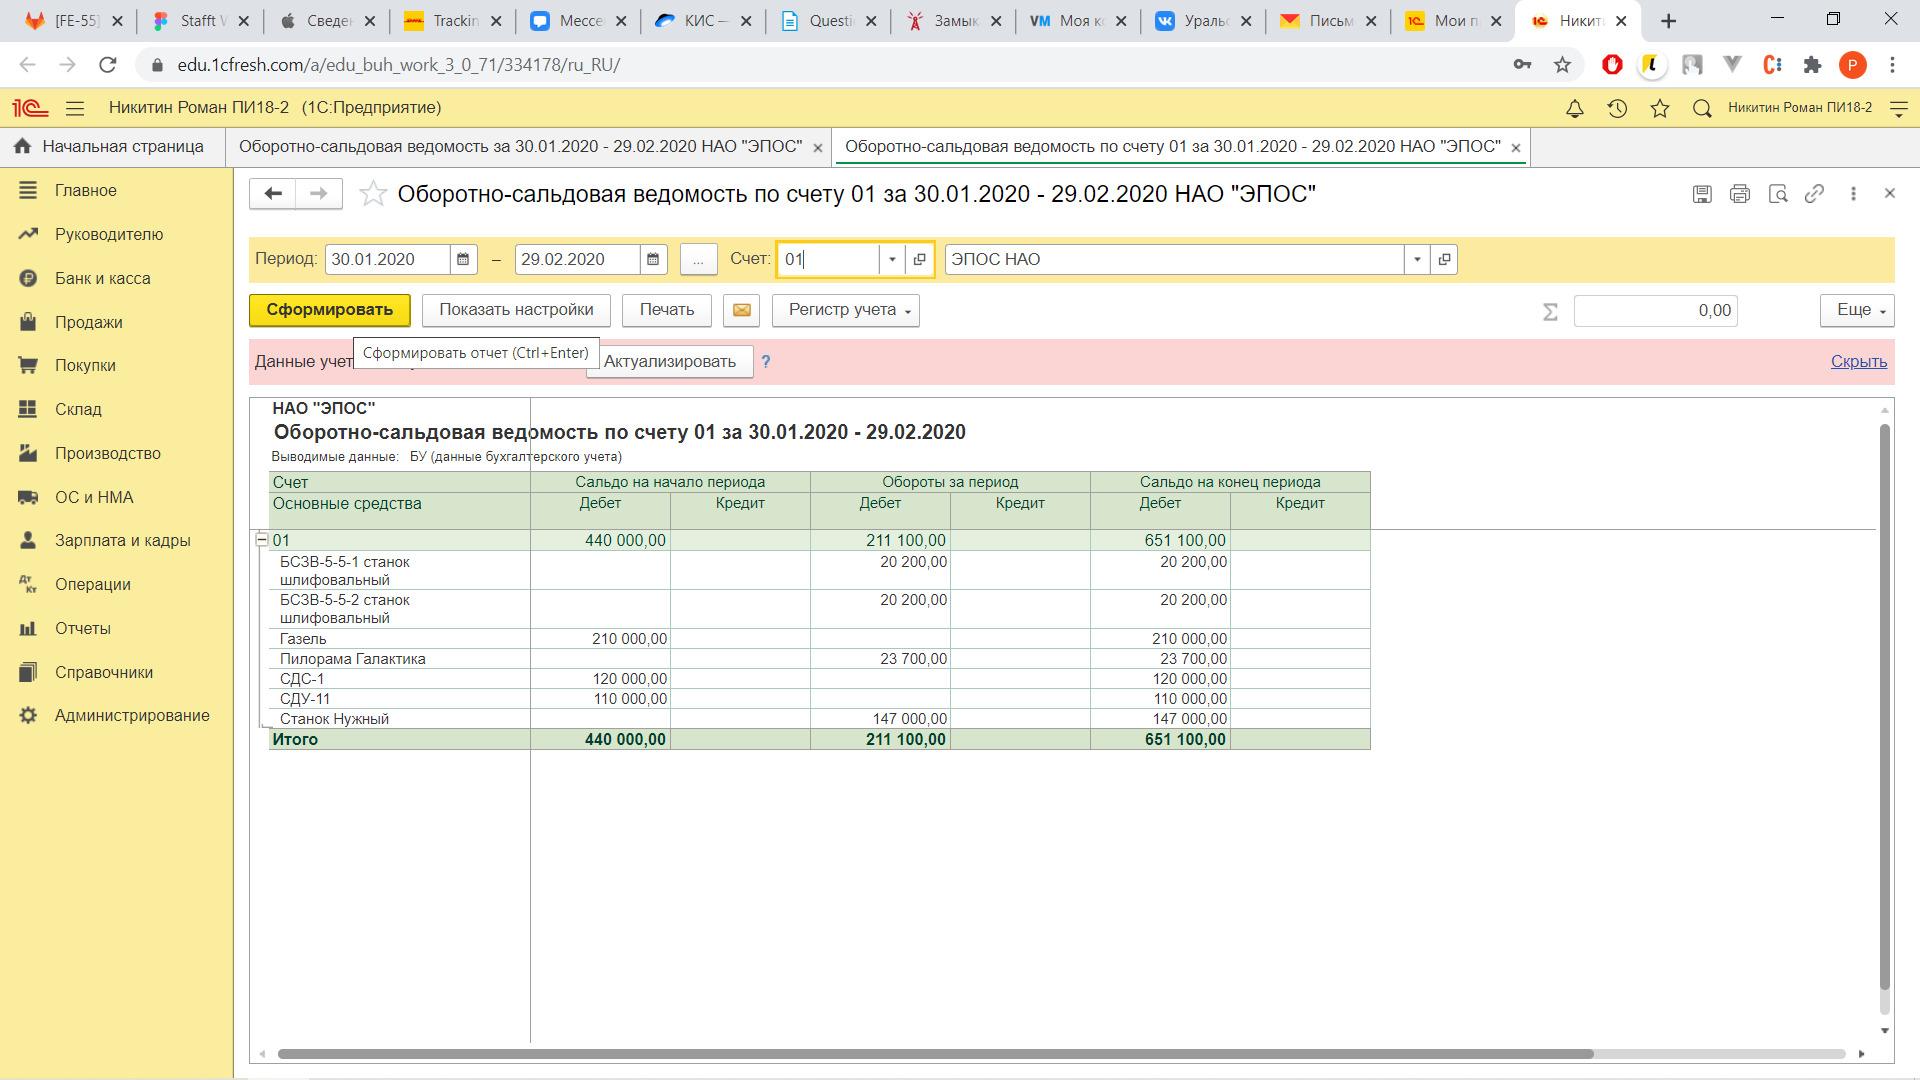 [FE-55] Stafft W Сведен Trackin Мессе КИС — Questi Замык Моя к Уральс Письм Мои п Никити
edu.1cfresh.com/a/edu_buh_work_3_0_71/334178/ru_RU/
Никитин Роман ПИ18-2 (1С:Предприятие) Никитин Роман ПИ18-2
Начальная страница Оборотно-сальдовая ведомость за 30.01.2020 - 29.02.2020 НАО "ЭПОС" Оборотно-сальдовая ведомость по счету 01 за 30.01.2020 - 29.02.2020 НАО "ЭПОС"
Главное
Руководителю
Банк и касса
Продажи
Покупки
Склад
Производство
ОС и НМА
Зарплата и кадры
Операции
Отчеты
Справочники
Администрирование
Оборотно-сальдовая ведомость по счету 01 за 30.01.2020 - 29.02.2020 НАО "ЭПОС"
Период: 30.01.2020 – 29.02.2020 ... Счет: 01 ЭПОС НАО
Сформировать Показать настройки Печать Регистр учета Σ 0,00 Еще
Данные учет Сформировать отчет (Ctrl+Enter) Актуализировать ? Скрыть
НАО "ЭПОС"
Оборотно-сальдовая ведомость по счету 01 за 30.01.2020 - 29.02.2020
Выводимые данные: БУ (данные бухгалтерского учета)
Счет Сальдо на начало периода Обороты за период Сальдо на конец периода
Основные средства Дебет Кредит Дебет Кредит Дебет Кредит
01 440 000,00 211 100,00 651 100,00
БСЗВ-5-5-1 станок 20 200,00 20 200,00
шлифовальный
БСЗВ-5-5-2 станок 20 200,00 20 200,00
шлифовальный
Газель 210 000,00 210 000,00
Пилорама Галактика 23 700,00 23 700,00
СДС-1 120 000,00 120 000,00
СДУ-11 110 000,00 110 000,00
Станок Нужный 147 000,00 147 000,00
Итого 440 000,00 211 100,00 651 100,00